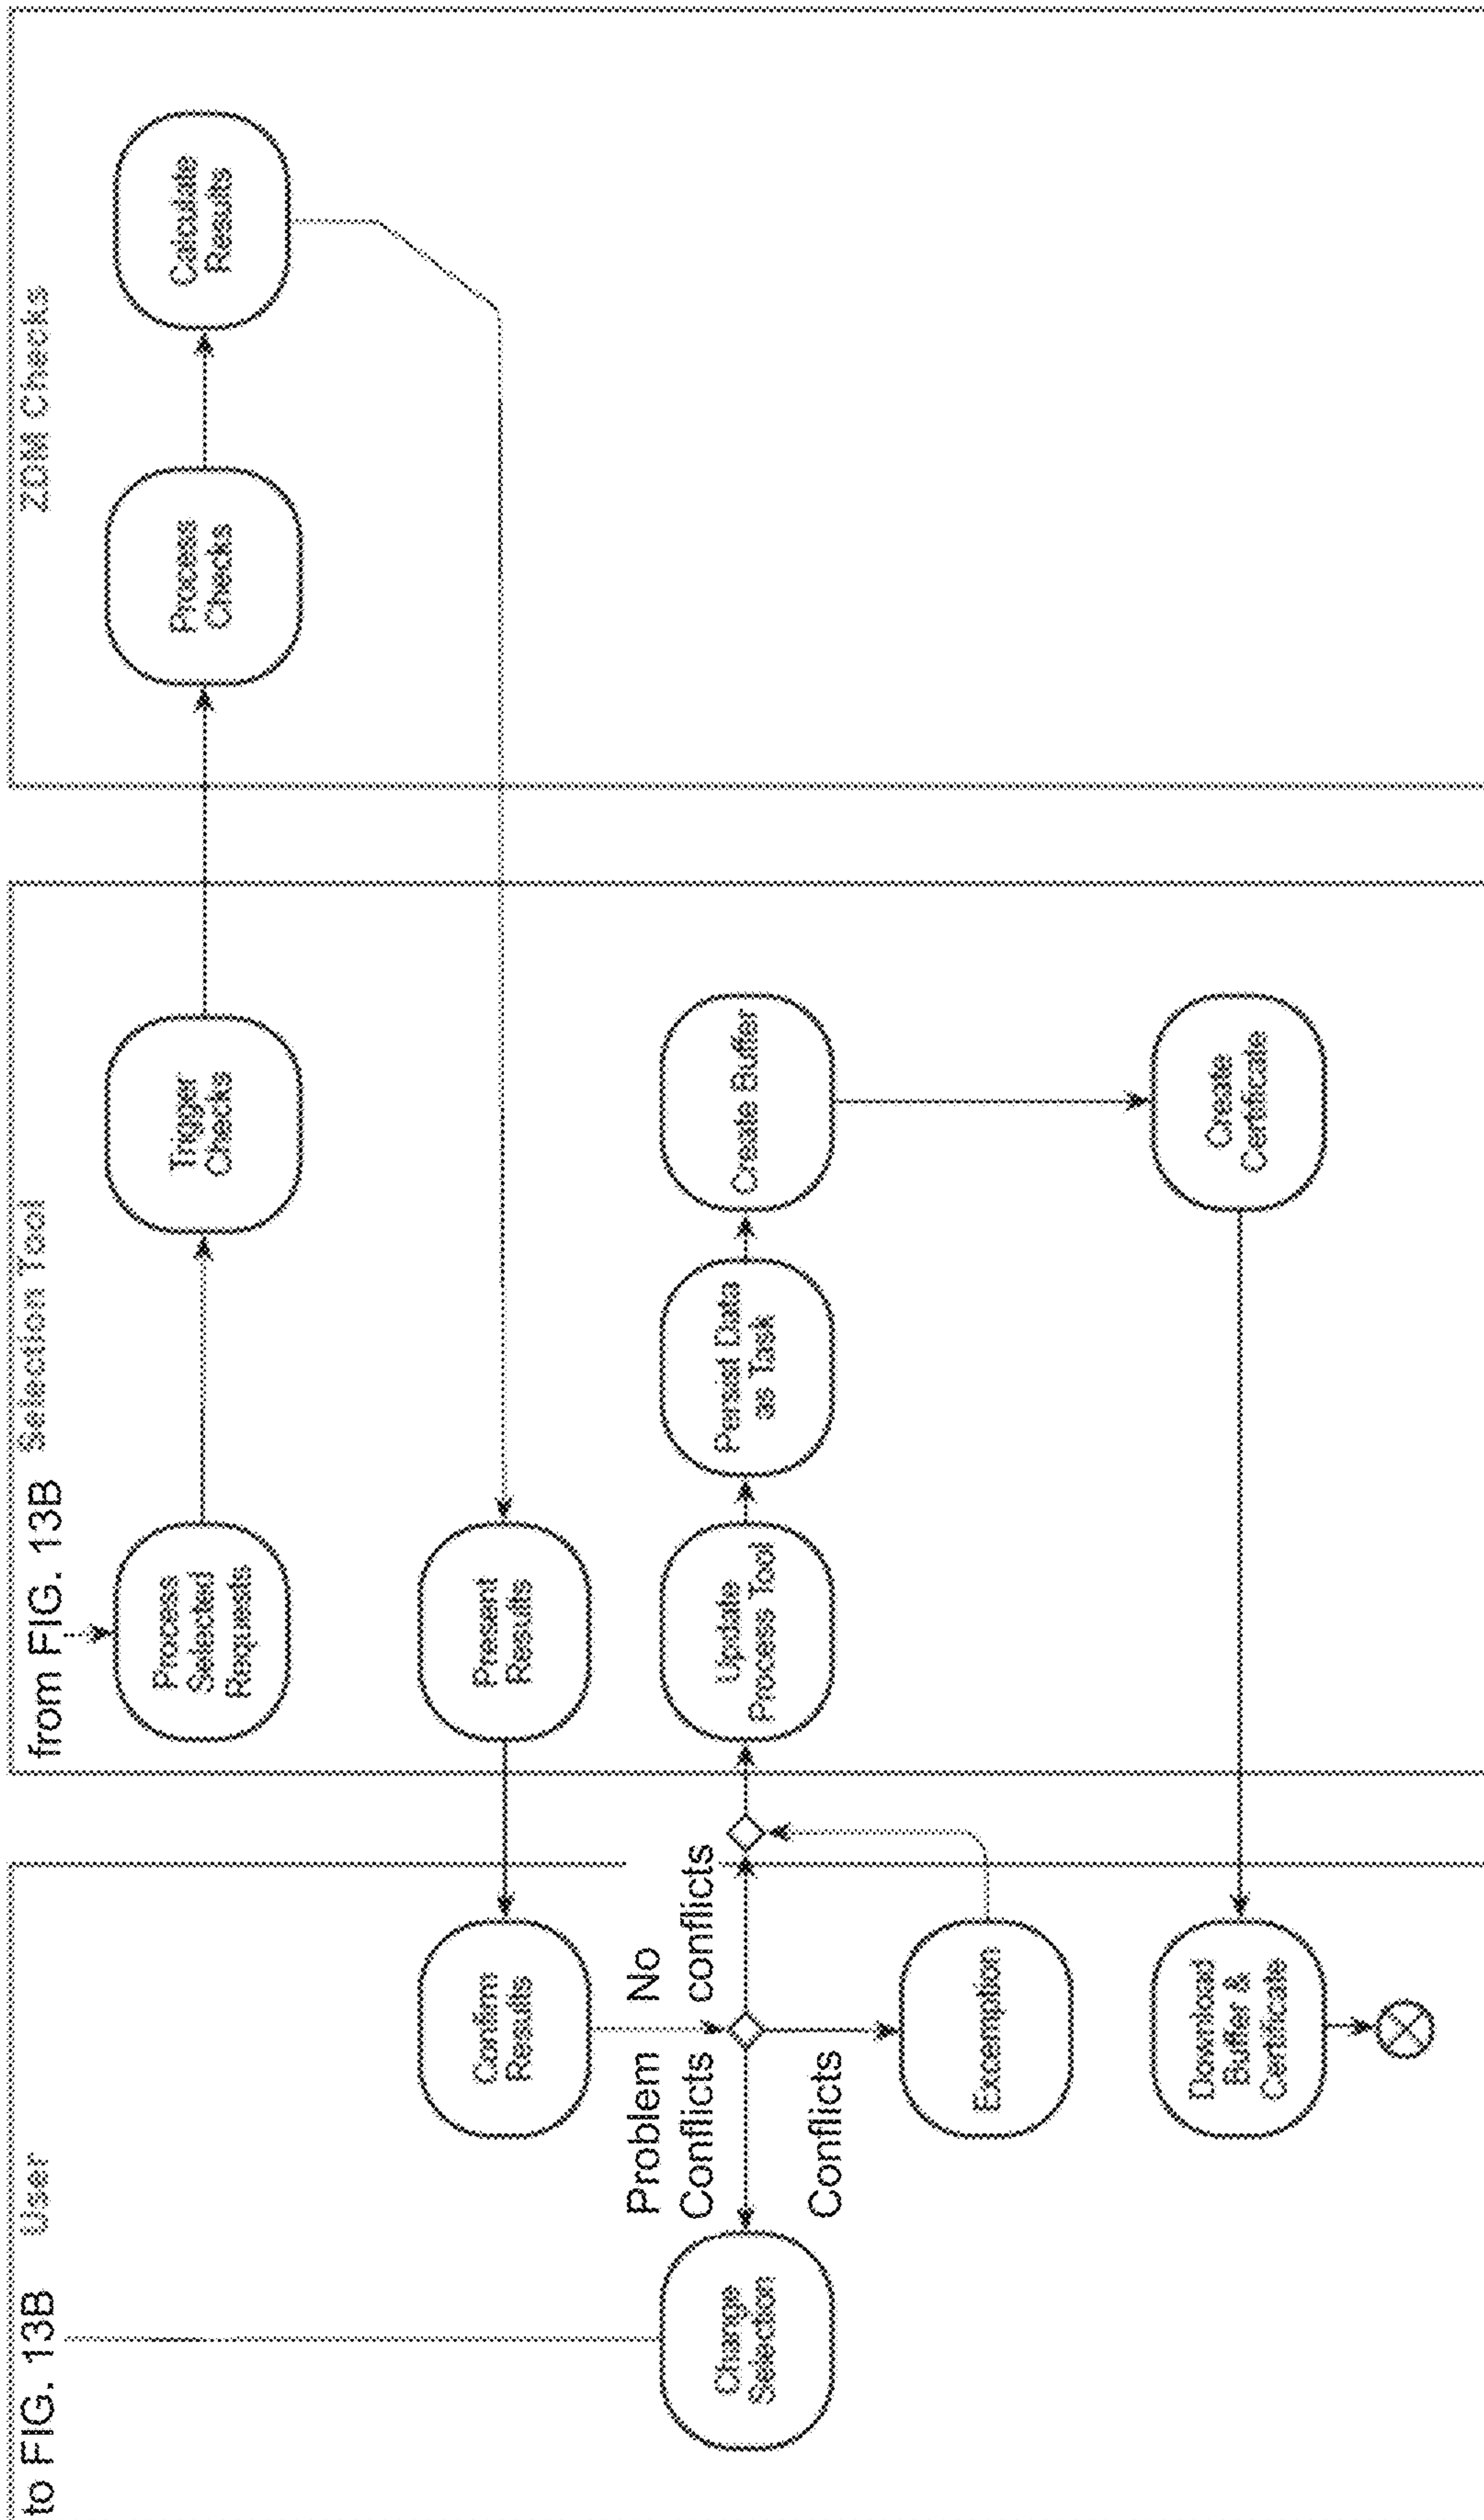 to FIG. 13B
User
from FIG. 13B
Selection Tool
ZDM Checks
Process
Selected
Requests
Trigger
Checks
Process
Checks
Calculate
Results
Confirm
Results
Present
Results
Problem
Conflicts
No
conflicts
Change
Selection
Update
Process Tool
Persist Data
as Task
Create Buffer
Conflicts
Excemption
Download
Buffer &
Certificate
Create
Certificate